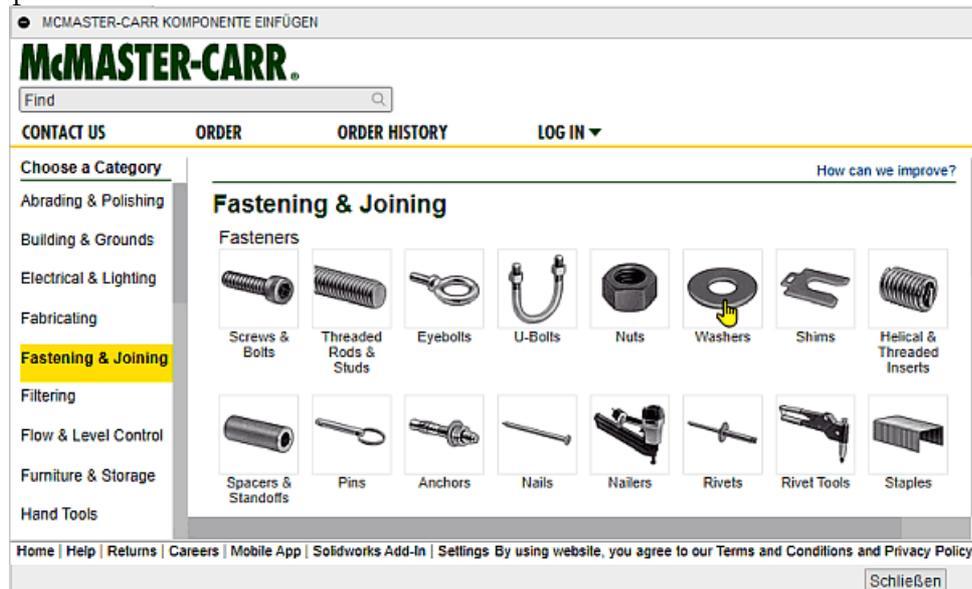 MCMASTER-CARR KOMPONENTE EINFÜGEN
McMASTER-CARR®
Find
CONTACT US ORDER ORDER HISTORY LOG IN
Choose a Category
How can we improve?
Abrading & Polishing
Building & Grounds
Electrical & Lighting
Fabricating
Fastening & Joining
Filtering
Flow & Level Control
Furniture & Storage
Hand Tools
Fastening & Joining
Fasteners
Screws &
Bolts
Threaded
Rods &
Studs
Eyebolts
U-Bolts
Nuts
Washers
Shims
Helical &
Threaded
Inserts
Spacers &
Standoffs
Pins
Anchors
Nails
Nailers
Rivets
Rivet Tools
Staples
Home | Help | Returns | Careers | Mobile App | Solidworks Add-In | Settings By using website, you agree to our Terms and Conditions and Privacy Policy
Schließen